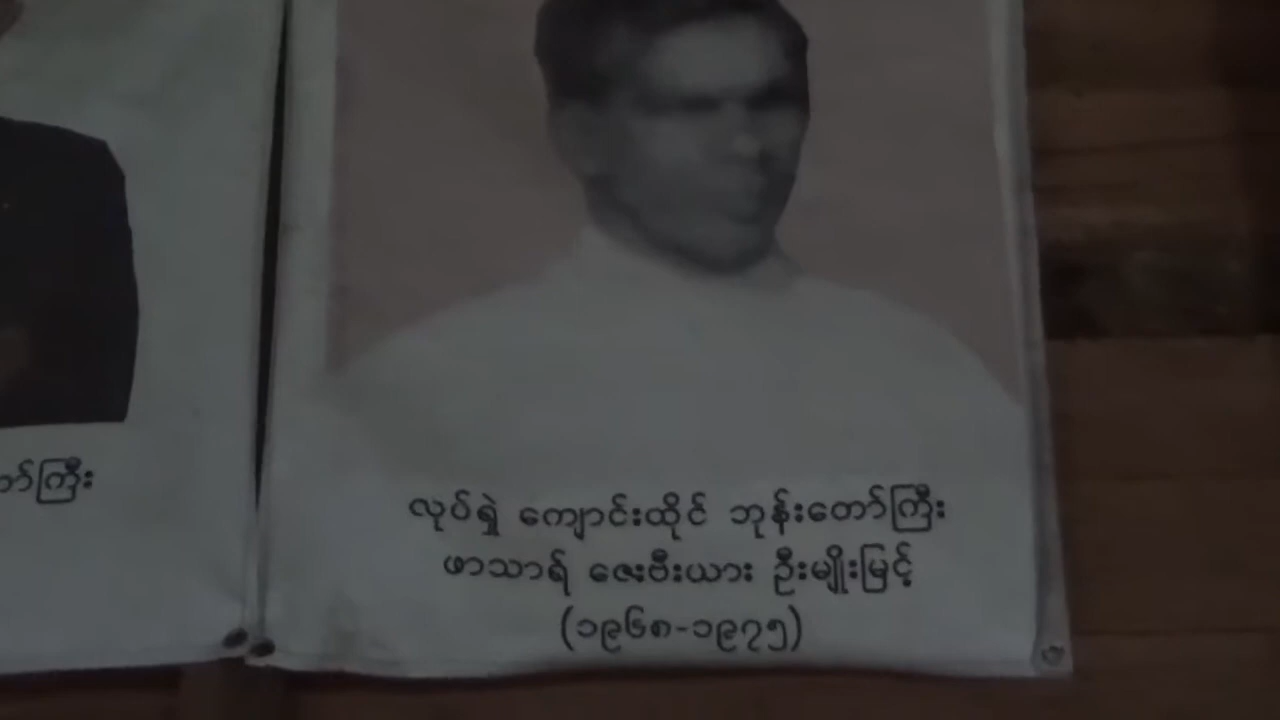 ာ်ကြီး
လုပ်ရှဲ ကျောင်းထိုင် ဘုန်းတော်ကြီး
ဖာသာရ် ဇေးဗီးယား ဦးမျိုးမြင့်
(၁၉၆၈-၁၉၇၅)